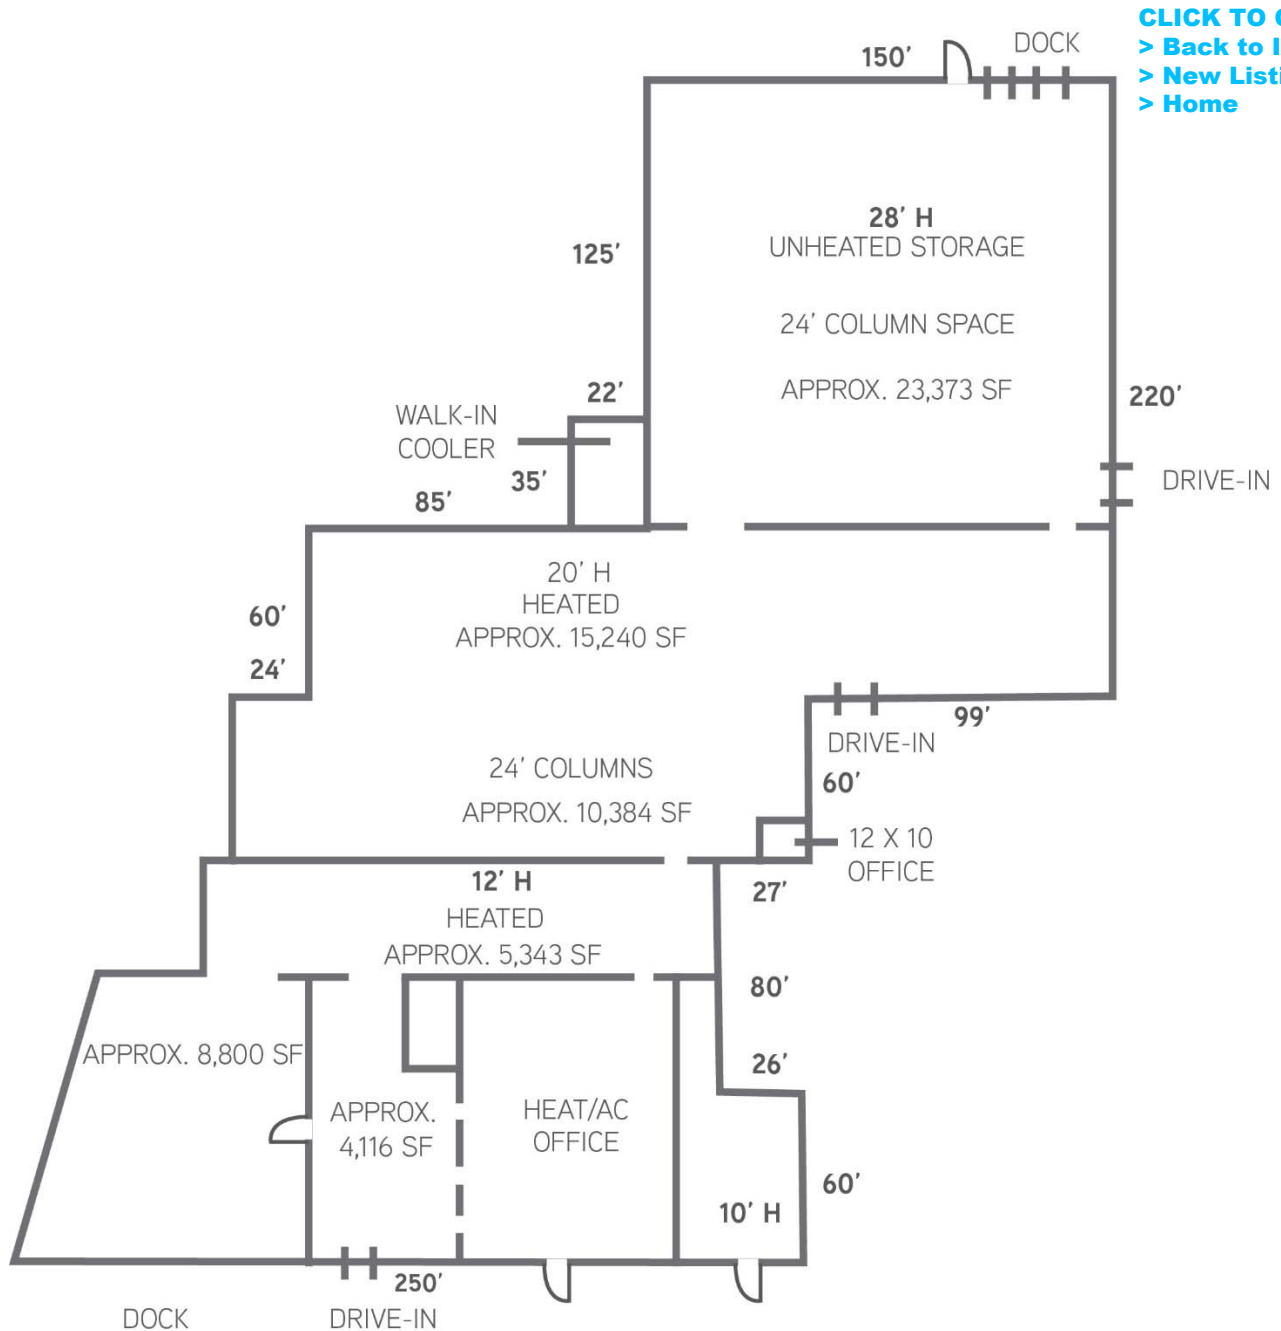 CLICK TO
> Back to
> New
> Home
150'
DOCK
28' H
UNHEATED STORAGE
24' COLUMN SPACE
APPROX. 23,373 SF
125'
22'
220'
WALK-IN
COOLER
35'
85'
DRIVE-IN
20' H
HEATED
APPROX. 15,240 SF
60'
24'
99'
DRIVE-IN
60'
24' COLUMNS
APPROX. 10,384 SF
12 X 10
OFFICE
12' H
HEATED
APPROX. 5,343 SF
27'
80'
26'
APPROX. 8,800 SF
APPROX.
4,116 SF
HEAT/AC
OFFICE
60'
10' H
250'
DOCK
DRIVE-IN